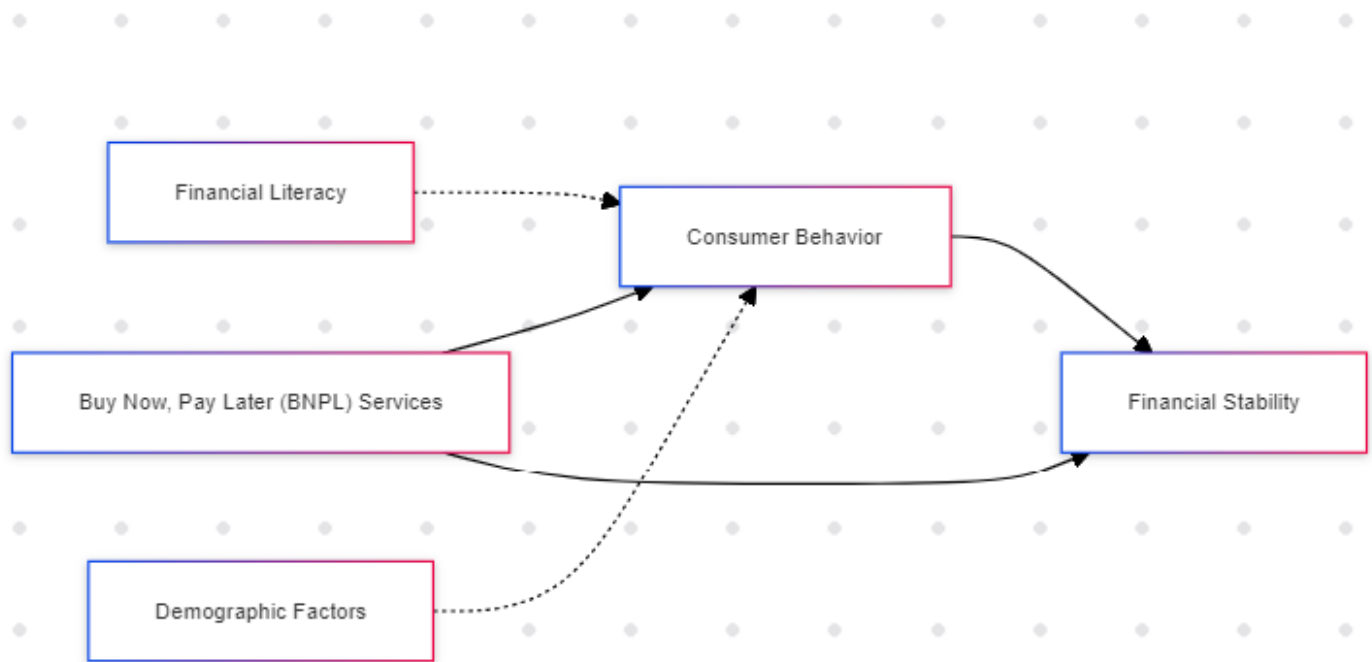 Financial Literacy
Consumer Behavior
Buy Now, Pay Later (BNPL) Services
Financial Stability
Demographic Factors